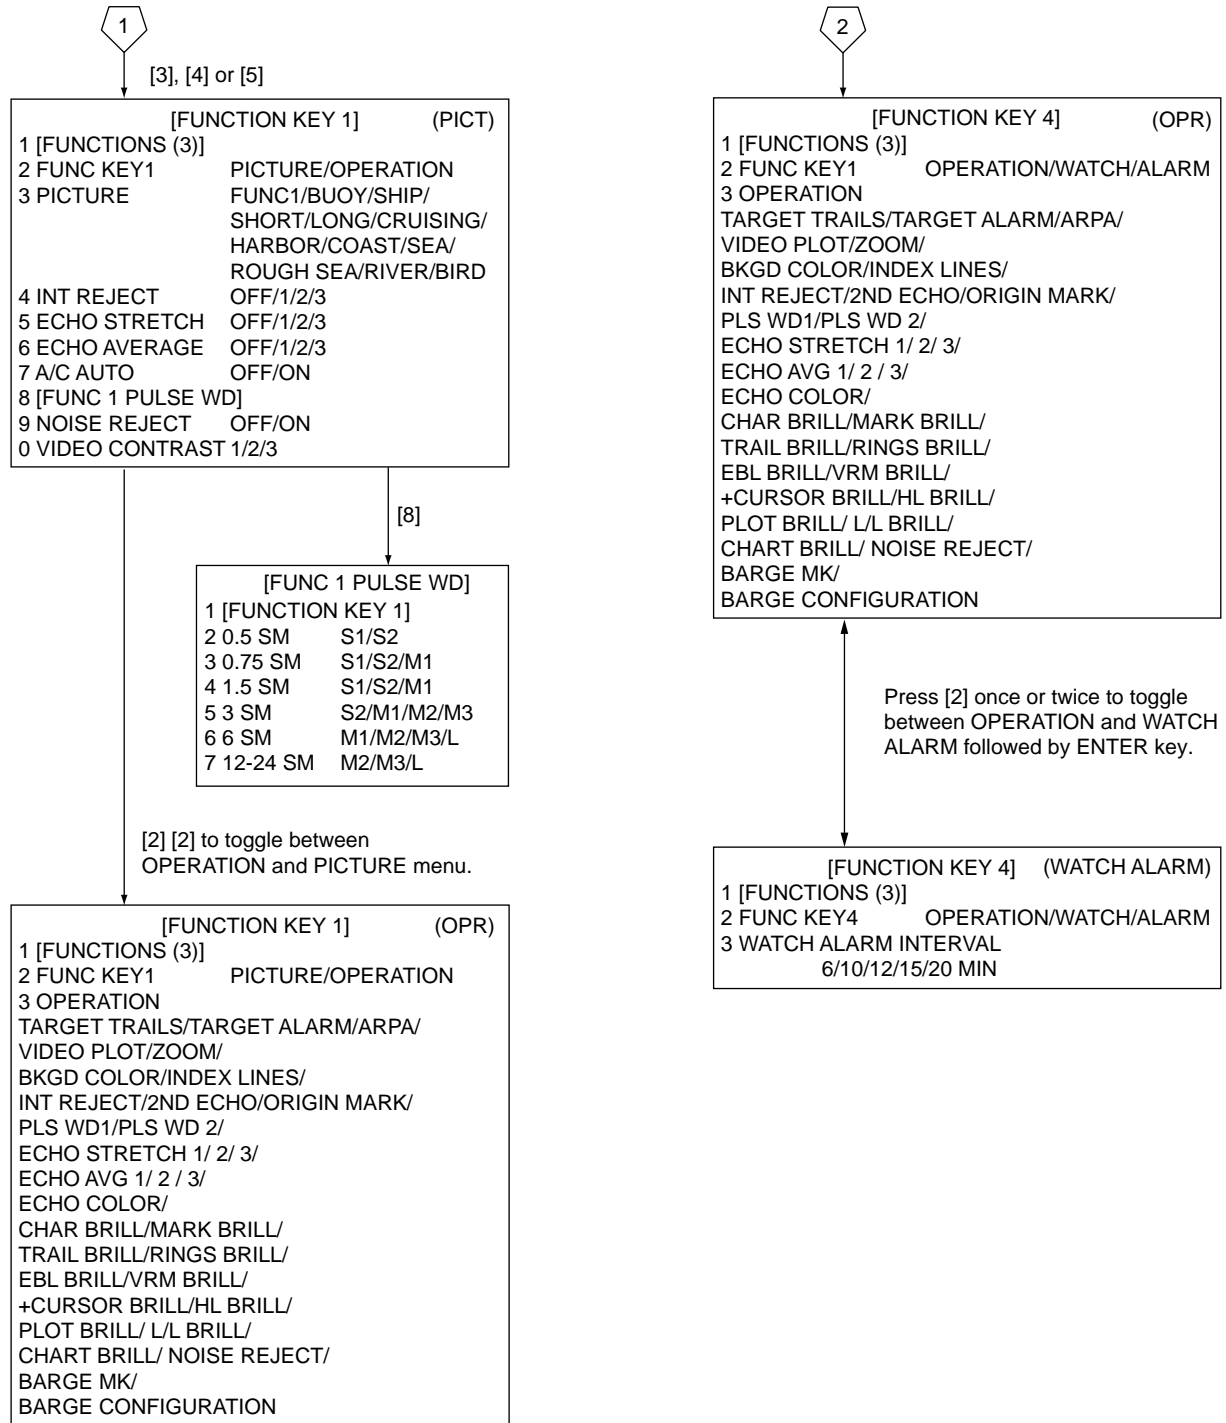 1
[3], [4] or [5]
[FUNCTION KEY 1] (PICT)
1 [FUNCTIONS (3)]
2 FUNC KEY1 PICTURE/OPERATION
3 PICTURE FUNC1/BUOY/SHIP/
SHORT/LONG/CRUISING/
HARBOR/COAST/SEA/
ROUGH SEA/RIVER/BIRD
4 INT REJECT OFF/1/2/3
5 ECHO STRETCH OFF/1/2/3
6 ECHO AVERAGE OFF/1/2/3
7 A/C AUTO OFF/ON
8 [FUNC 1 PULSE WD]
9 NOISE REJECT OFF/ON
0 VIDEO CONTRAST 1/2/3
[8]
[FUNC 1 PULSE WD]
1 [FUNCTION KEY 1]
2 0.5 SM S1/S2
3 0.75 SM S1/S2/M1
4 1.5 SM S1/S2/M1
5 3 SM S2/M1/M2/M3
6 6 SM M1/M2/M3/L
7 12-24 SM M2/M3/L
[2] [2] to toggle between
OPERATION and PICTURE menu.
[FUNCTION KEY 1] (OPR)
1 [FUNCTIONS (3)]
2 FUNC KEY1 PICTURE/OPERATION
3 OPERATION
TARGET TRAILS/TARGET ALARM/ARPA/
VIDEO PLOT/ZOOM/
BKGD COLOR/INDEX LINES/
INT REJECT/2ND ECHO/ORIGIN MARK/
PLS WD1/PLS WD 2/
ECHO STRETCH 1/ 2/ 3/
ECHO AVG 1/ 2 / 3/
ECHO COLOR/
CHAR BRILL/MARK BRILL/
TRAIL BRILL/RINGS BRILL/
EBL BRILL/VRM BRILL/
+CURSOR BRILL/HL BRILL/
PLOT BRILL/ L/L BRILL/
CHART BRILL/ NOISE REJECT/
BARGE MK/
BARGE CONFIGURATION
2
[FUNCTION KEY 4] (OPR)
1 [FUNCTIONS (3)]
2 FUNC KEY1 OPERATION/WATCH/ALARM
3 OPERATION
TARGET TRAILS/TARGET ALARM/ARPA/
VIDEO PLOT/ZOOM/
BKGD COLOR/INDEX LINES/
INT REJECT/2ND ECHO/ORIGIN MARK/
PLS WD1/PLS WD 2/
ECHO STRETCH 1/ 2/ 3/
ECHO AVG 1/ 2 / 3/
ECHO COLOR/
CHAR BRILL/MARK BRILL/
TRAIL BRILL/RINGS BRILL/
EBL BRILL/VRM BRILL/
+CURSOR BRILL/HL BRILL/
PLOT BRILL/ L/L BRILL/
CHART BRILL/ NOISE REJECT/
BARGE MK/
BARGE CONFIGURATION
Press [2] once or twice to toggle
between OPERATION and WATCH
ALARM followed by ENTER key.
[FUNCTION KEY 4] (WATCH ALARM)
1 [FUNCTIONS (3)]
2 FUNC KEY4 OPERATION/WATCH/ALARM
3 WATCH ALARM INTERVAL
6/10/12/15/20 MIN